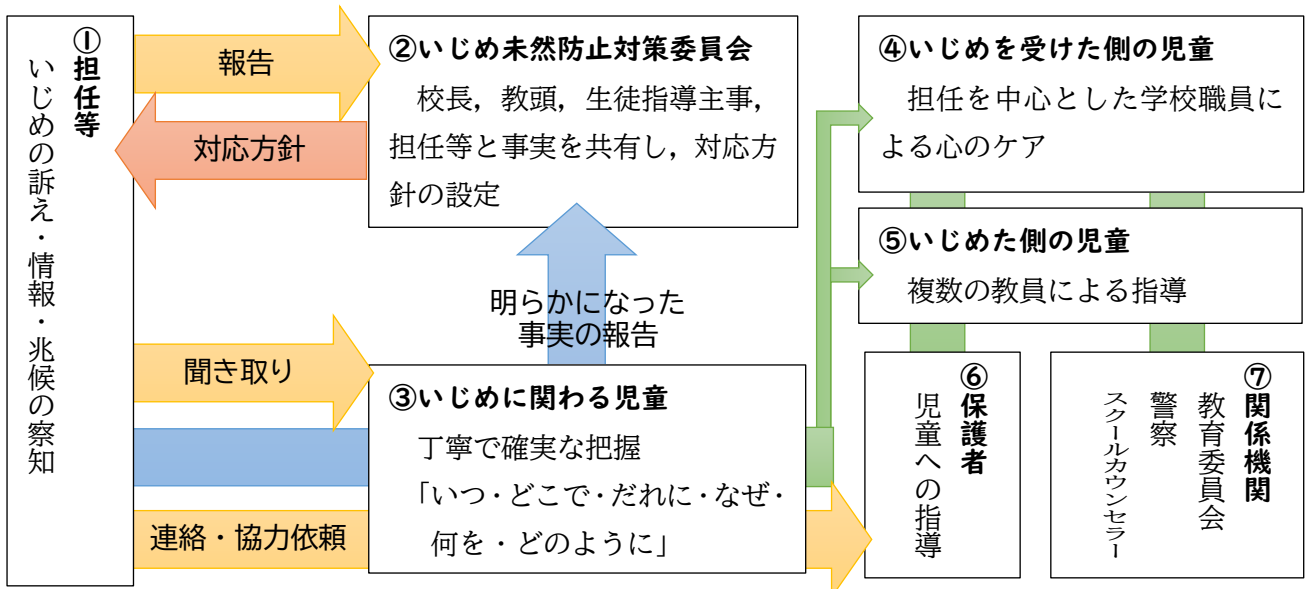 ①担任等
いじめの訴え・情報・兆候の察知
報告
対応方針
②いじめ未然防止対策委員会
校長，教頭，生徒指導主事，
担任等と事実を共有し，対応方
針の設定
明らかになった
事実の報告
聞き取り
③いじめに関わる児童
丁寧で確実な把握
「いつ・どこで・だれに・なぜ・
何を・どのように」
連絡・協力依頼
④いじめを受けた側の児童
担任を中心とした学校職員に
よる心のケア
⑤いじめた側の児童
複数の教員による指導
⑥保護者
児童への指導
⑦関係機関
教育委員会
警察
スクールカウンセラー